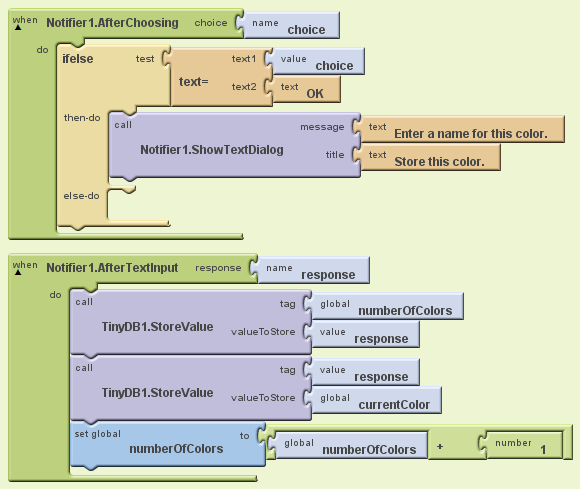 when Notifier1.AfterChoosing choice name choice
do ifelse test text= text1 value choice
text2 text OK
then-do call Notifier1.ShowTextDialog message text Enter a name for this color.
title text Store this color.
else-do
when Notifier1.AfterTextInput response name response
do call TinyDB1.StoreValue tag global numberOfColors
valueToStore value response
call TinyDB1.StoreValue tag value response
valueToStore global currentColor
set global numberOfColors to global numberOfColors + number 1